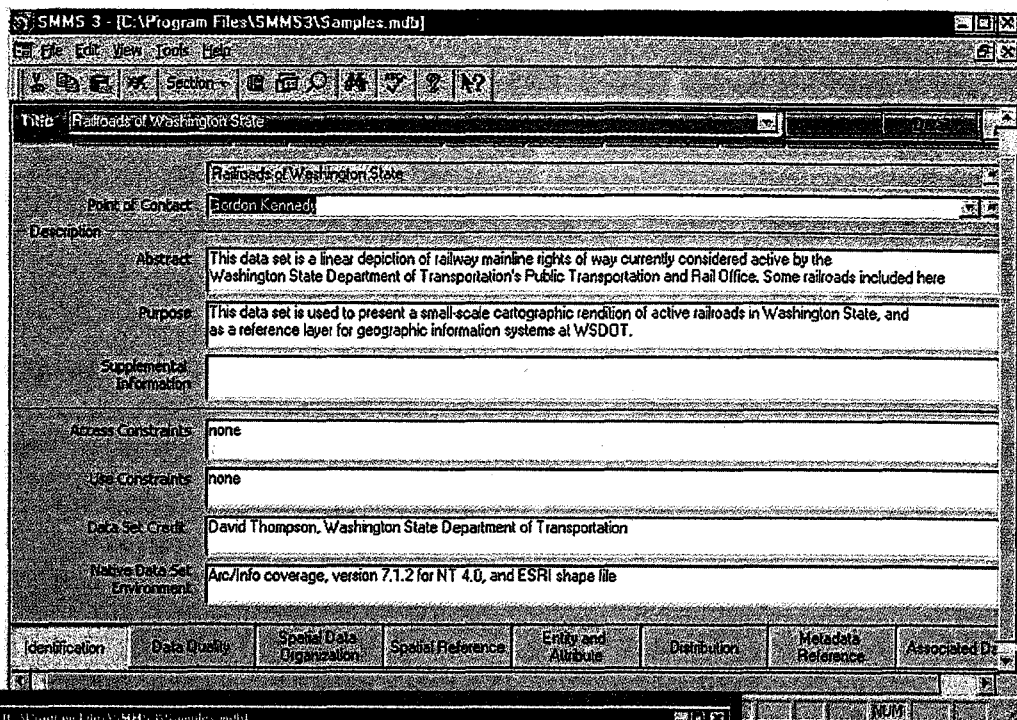 SMMS 3 - [C:\Program Files\SMMS3\Samples.mdb]
File Edit View Tools Help
Section
Title Railroads of Washington State
Railroads of Washington State
Point of Contact Gordon Kennedy
Description
Abstract This data set is a linear depiction of railway mainline rights of way currently considered active by the
Washington State Department of Transportation's Public Transportation and Rail Office. Some railroads included here
Purpose This data set is used to present a small-scale cartographic rendition of active railroads in Washington State, and
as a reference layer for geographic information systems at WSDOT.
Supplemental
Information
Access Constraints none
Use Constraints none
Data Set Credit David Thompson, Washington State Department of Transportation
Native Data Set
Environment Arc/Info coverage, version 7.1.2 for NT 4.0, and ESRI shape file
Identification Data Quality Spatial Data
Organization Spatial Reference Entity and
Attribute Distribution Metadata
Reference Associated Da
NUM